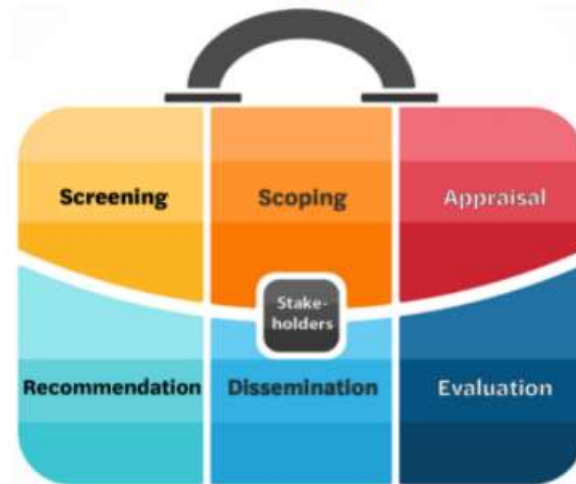 Screening
Scoping
Appraisal
Stake-
holders
Recommendation
Dissemination
Evaluation